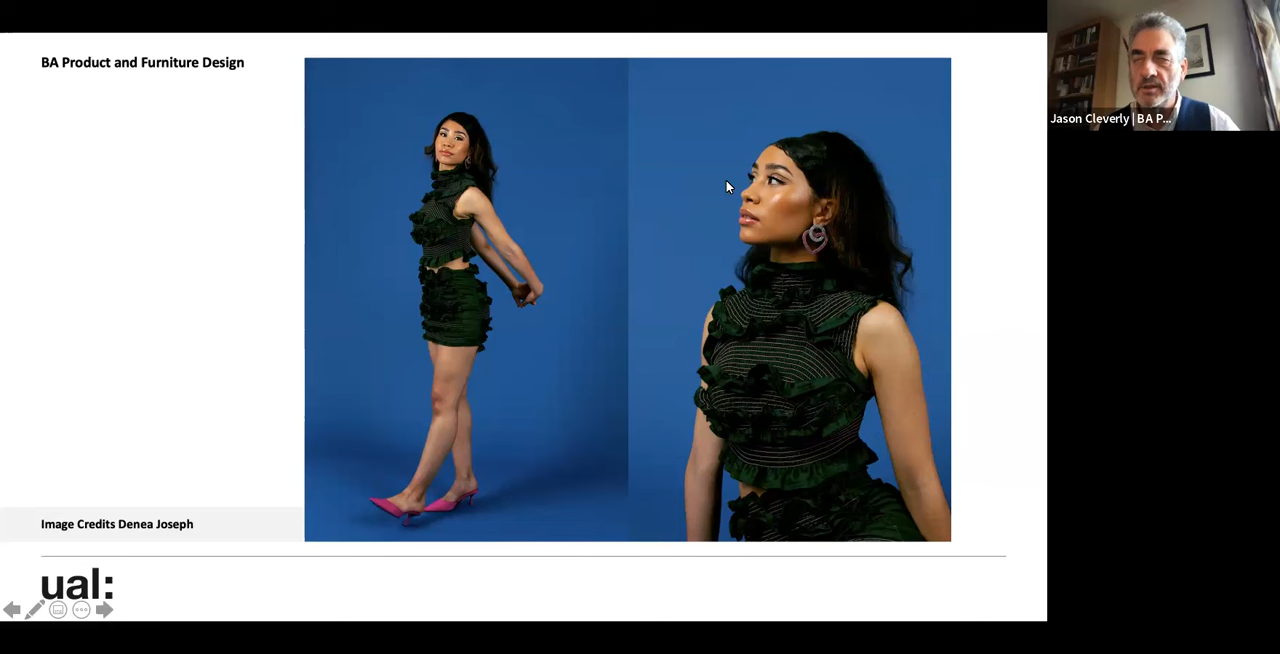 BA Product and Furniture Design
Jason Cleverly | BA P...
Image Credits Denea Joseph
ual: